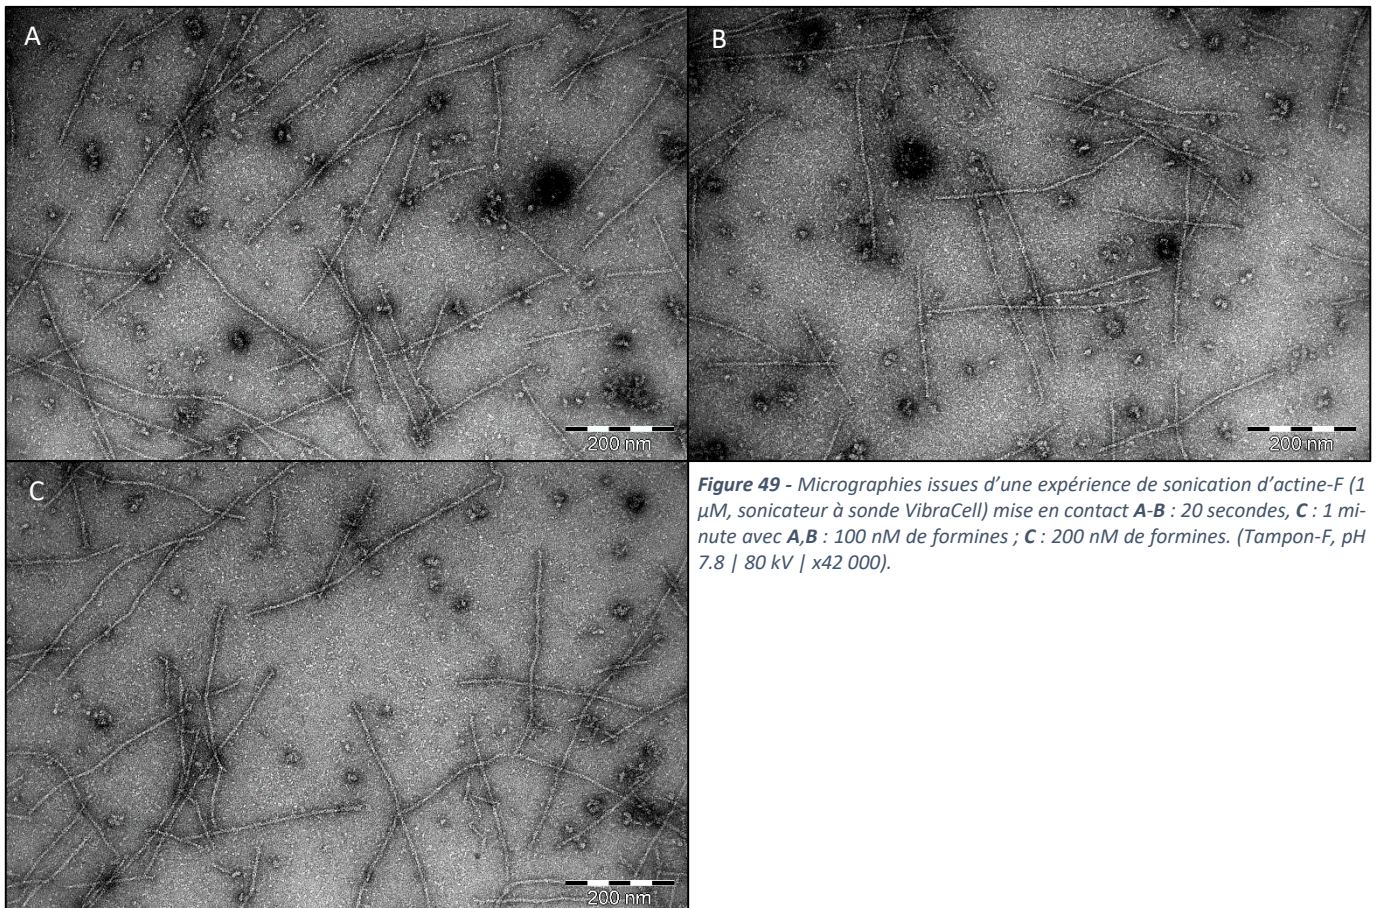 A
B
200 nm
200 nm
C
Figure 49 - Micrographies issues d’une expérience de sonication d’actine-F (1
µM, sonicateur à sonde VibraCell) mise en contact A-B : 20 secondes, C : 1 mi-
nute avec A,B : 100 nM de formines ; C : 200 nM de formines. (Tampon-F, pH
7.8 | 80 kV | x42 000).
200 nm